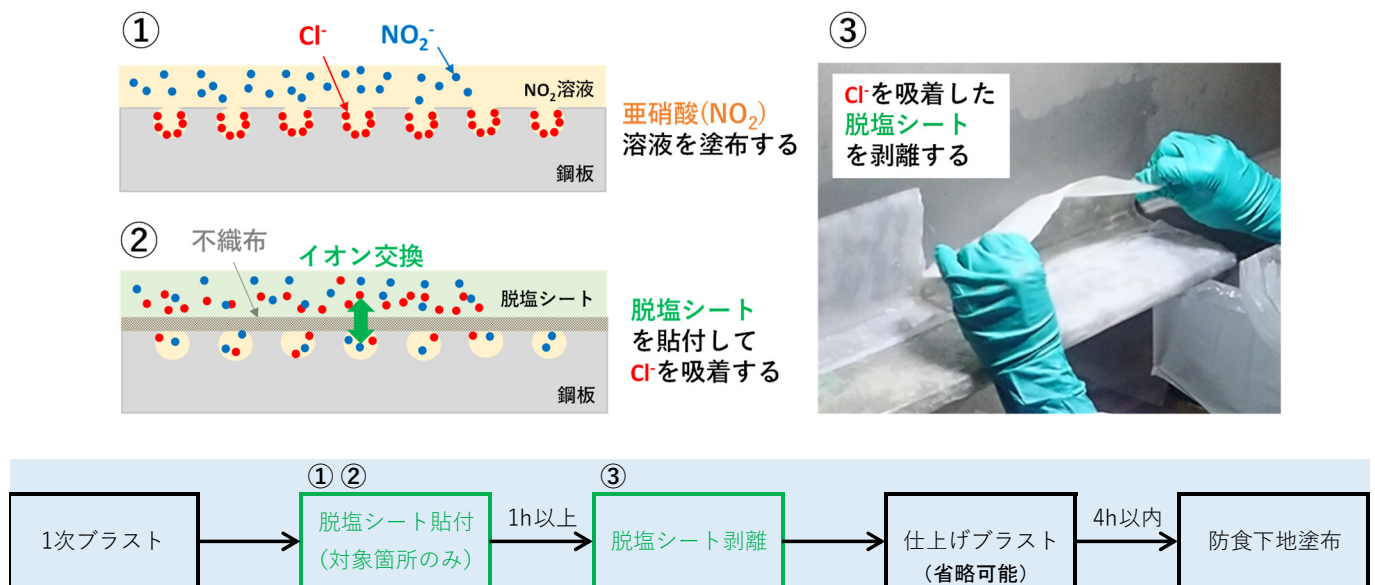 ①
Cl⁻
NO₂⁻
NO₂溶液
鋼板
亜硝酸(NO₂)
溶液を塗布する
②
不織布
イオン交換
脱塩シート
鋼板
脱塩シート
を貼付して
Cl⁻を吸着する
③
Cl⁻を吸着した
脱塩シート
を剥離する
1次ブラスト
① ②
脱塩シート貼付
(対象箇所のみ)
1h以上
③
脱塩シート剥離
仕上げブラスト
(省略可能)
4h以内
防食下地塗布